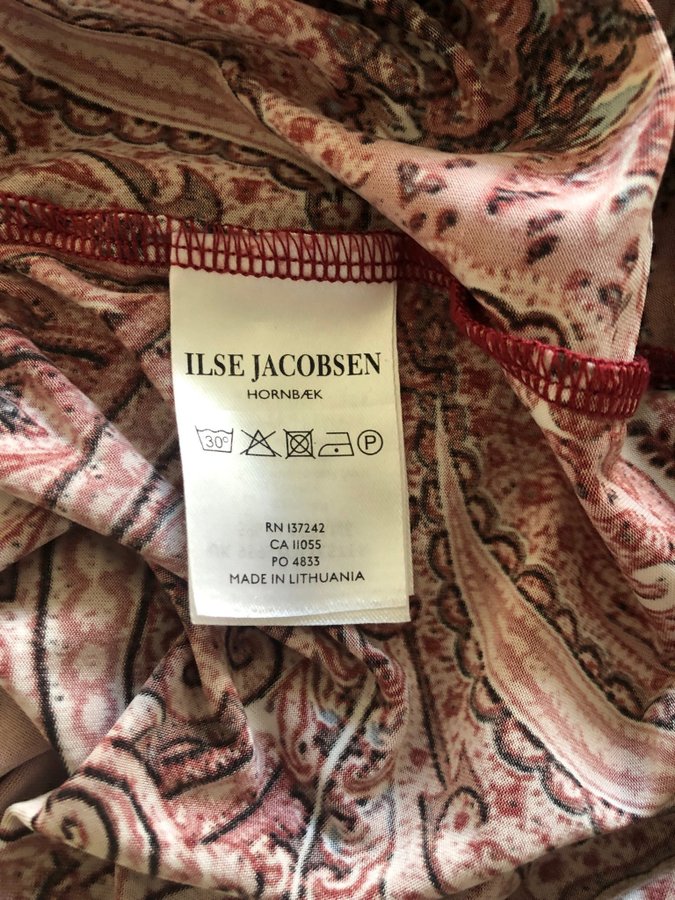 ILSE JACOBSEN
HORNBÆK
30°
P
RN 137242
CA 11055
PO 4833
MADE IN LITHUANIA